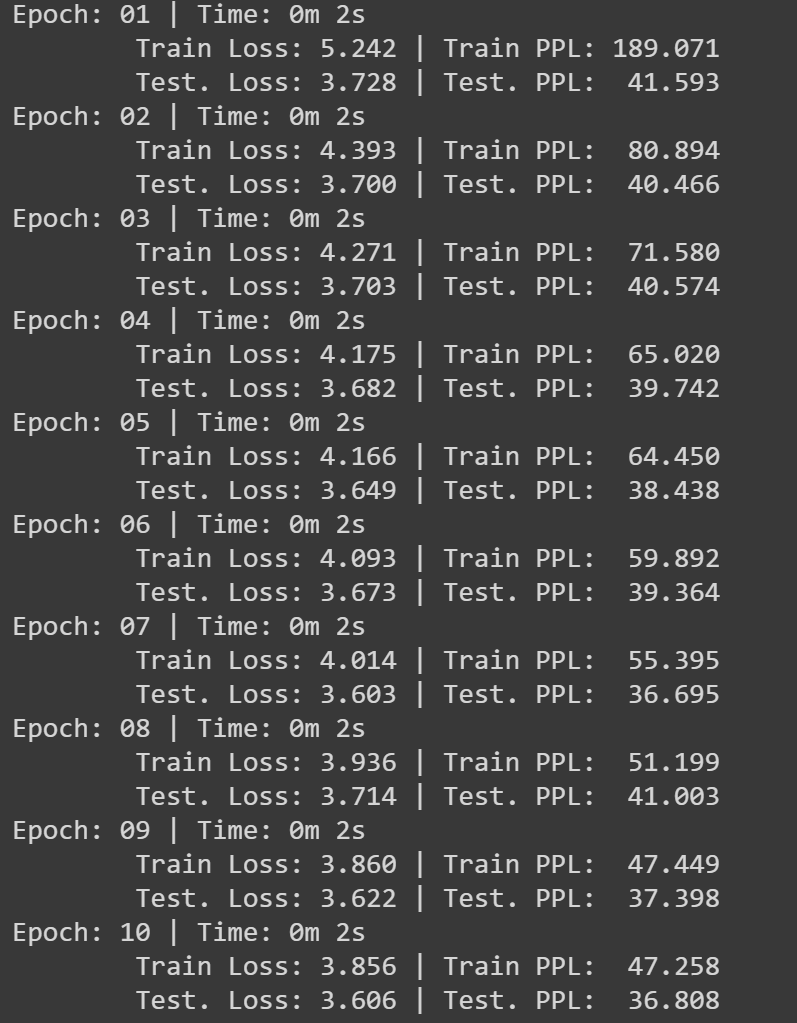 Epoch: 01 | Time: 0m 2s
        Train Loss: 5.242 | Train PPL: 189.071
        Test. Loss: 3.728 | Test. PPL:  41.593
Epoch: 02 | Time: 0m 2s
        Train Loss: 4.393 | Train PPL:  80.894
        Test. Loss: 3.700 | Test. PPL:  40.466
Epoch: 03 | Time: 0m 2s
        Train Loss: 4.271 | Train PPL:  71.580
        Test. Loss: 3.703 | Test. PPL:  40.574
Epoch: 04 | Time: 0m 2s
        Train Loss: 4.175 | Train PPL:  65.020
        Test. Loss: 3.682 | Test. PPL:  39.742
Epoch: 05 | Time: 0m 2s
        Train Loss: 4.166 | Train PPL:  64.450
        Test. Loss: 3.649 | Test. PPL:  38.438
Epoch: 06 | Time: 0m 2s
        Train Loss: 4.093 | Train PPL:  59.892
        Test. Loss: 3.673 | Test. PPL:  39.364
Epoch: 07 | Time: 0m 2s
        Train Loss: 4.014 | Train PPL:  55.395
        Test. Loss: 3.603 | Test. PPL:  36.695
Epoch: 08 | Time: 0m 2s
        Train Loss: 3.936 | Train PPL:  51.199
        Test. Loss: 3.714 | Test. PPL:  41.003
Epoch: 09 | Time: 0m 2s
        Train Loss: 3.860 | Train PPL:  47.449
        Test. Loss: 3.622 | Test. PPL:  37.398
Epoch: 10 | Time: 0m 2s
        Train Loss: 3.856 | Train PPL:  47.258
        Test. Loss: 3.606 | Test. PPL:  36.808